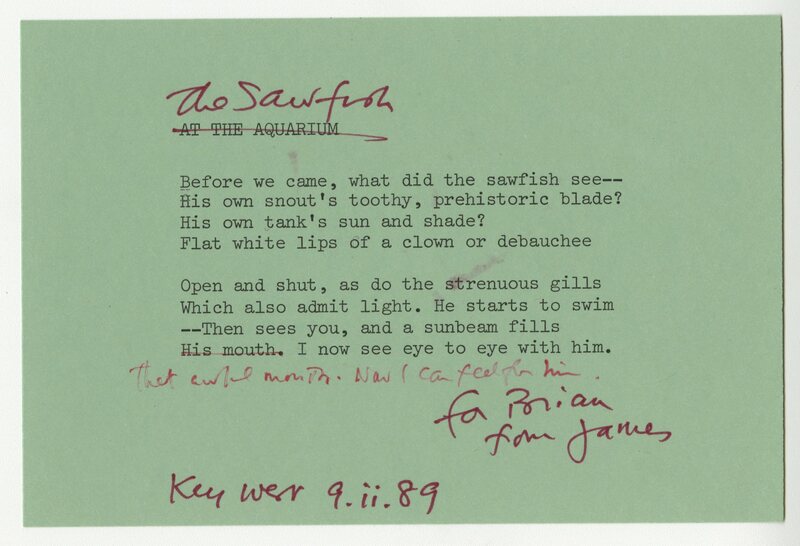 The Sawfish
AT THE AQUARIUM
Before we came, what did the sawfish see--
His own snout's toothy, prehistoric blade?
His own tank's sun and shade?
Flat white lips of a clown or debauchee
Open and shut, as do the strenuous gills
Which also admit light. He starts to swim
--Then sees you, and a sunbeam fills
His mouth. I now see eye to eye with him.
That awful mouth. Now I can feel for him.
for Brian
from James
Key West 9.ii.89